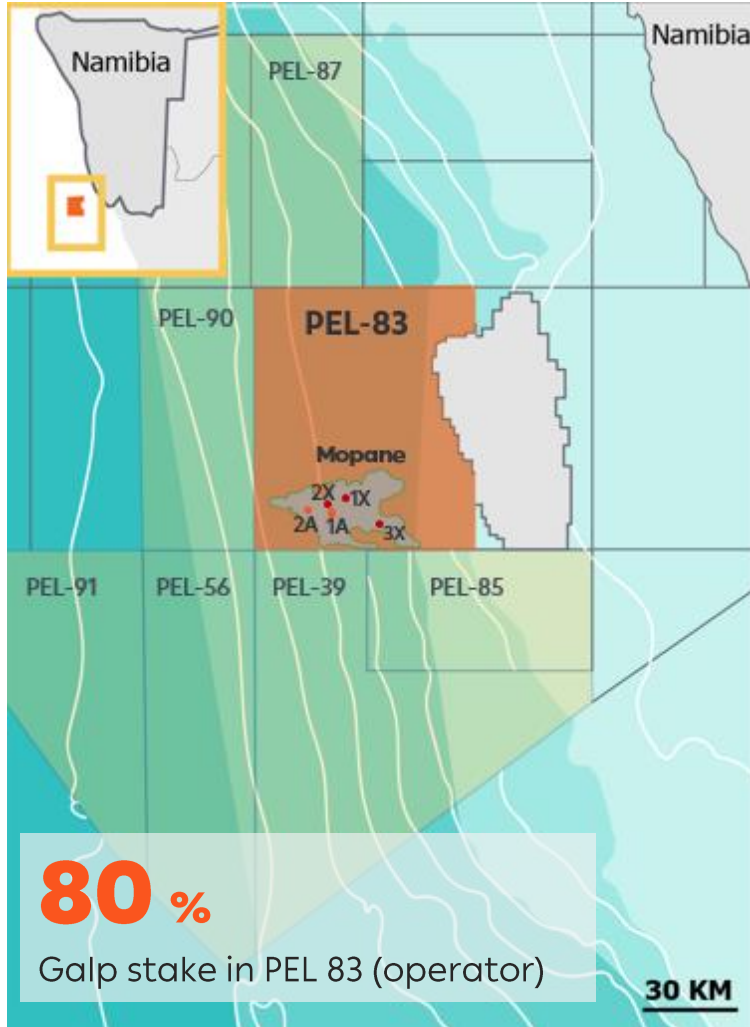 Namibia
Namibia
PEL-87
PEL-90
PEL-83
Mopane
2X
1X
2A
1A
3X
PEL-91
PEL-56
PEL-39
PEL-85
80 %
Galp stake in PEL 83 (operator)
30 KM